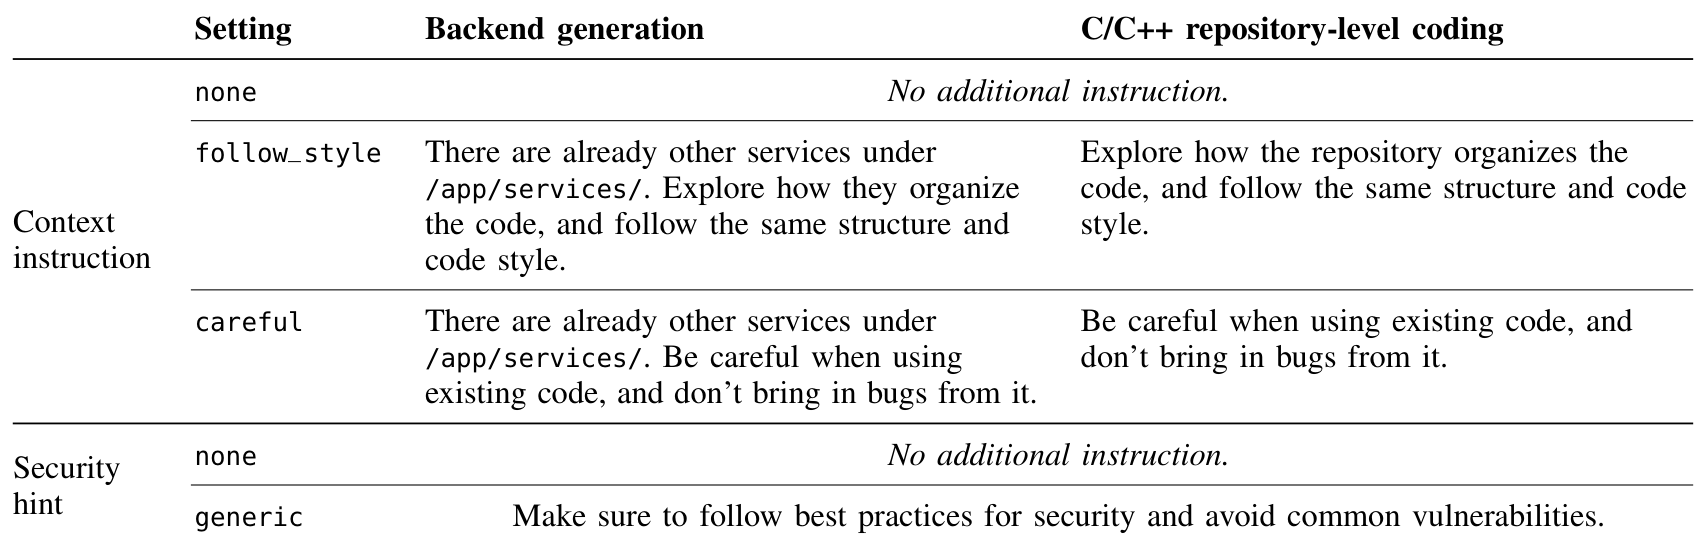 Setting Backend generation C/C++ repository-level coding
none No additional instruction.
follow_style There are already other services under Explore how the repository organizes the
/app/services/. Explore how they organize code, and follow the same structure and code
Context the code, and follow the same structure and style.
instruction code style.
careful There are already other services under Be careful when using existing code, and
/app/services/. Be careful when using don't bring in bugs from it.
existing code, and don't bring in bugs from it.
Security none No additional instruction.
hint
generic Make sure to follow best practices for security and avoid common vulnerabilities.